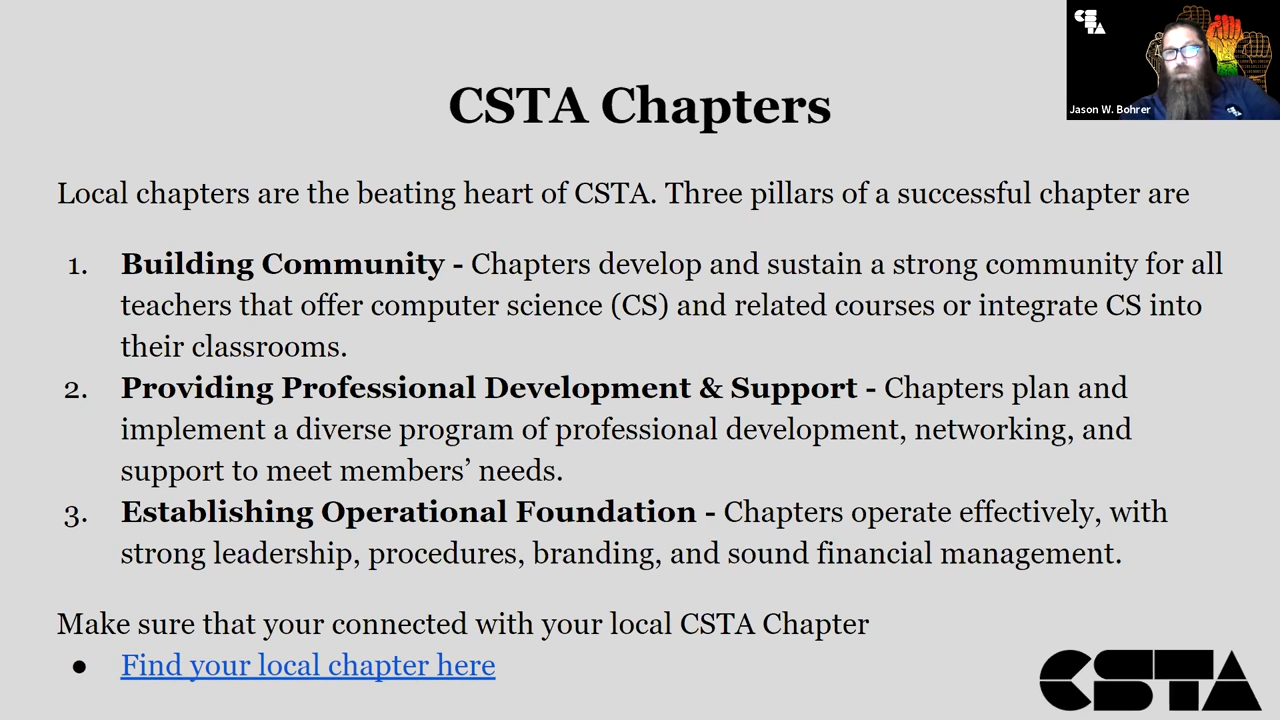 CSTA
Jason W. Bohrer
CSTA Chapters
Local chapters are the beating heart of CSTA. Three pillars of a successful chapter are
1. Building Community - Chapters develop and sustain a strong community for all
teachers that offer computer science (CS) and related courses or integrate CS into
their classrooms.
2. Providing Professional Development & Support - Chapters plan and
implement a diverse program of professional development, networking, and
support to meet members’ needs.
3. Establishing Operational Foundation - Chapters operate effectively, with
strong leadership, procedures, branding, and sound financial management.
Make sure that your connected with your local CSTA Chapter
● Find your local chapter here
CSTA